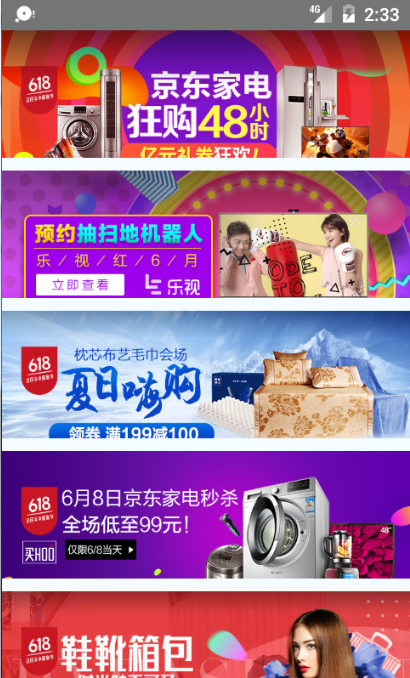 4G
2:33
618
京东家电
狂购48小时
亿元礼券狂欢!
预约抽扫地机器人
乐/视/红/6/月
立即查看
乐视
ODE
TO
618
枕芯布艺毛巾会场
夏日嗨购
领券 满199减100
618
6月8日京东家电秒杀
全场低至99元!
仅限6/8当天
48"
618
鞋靴箱包